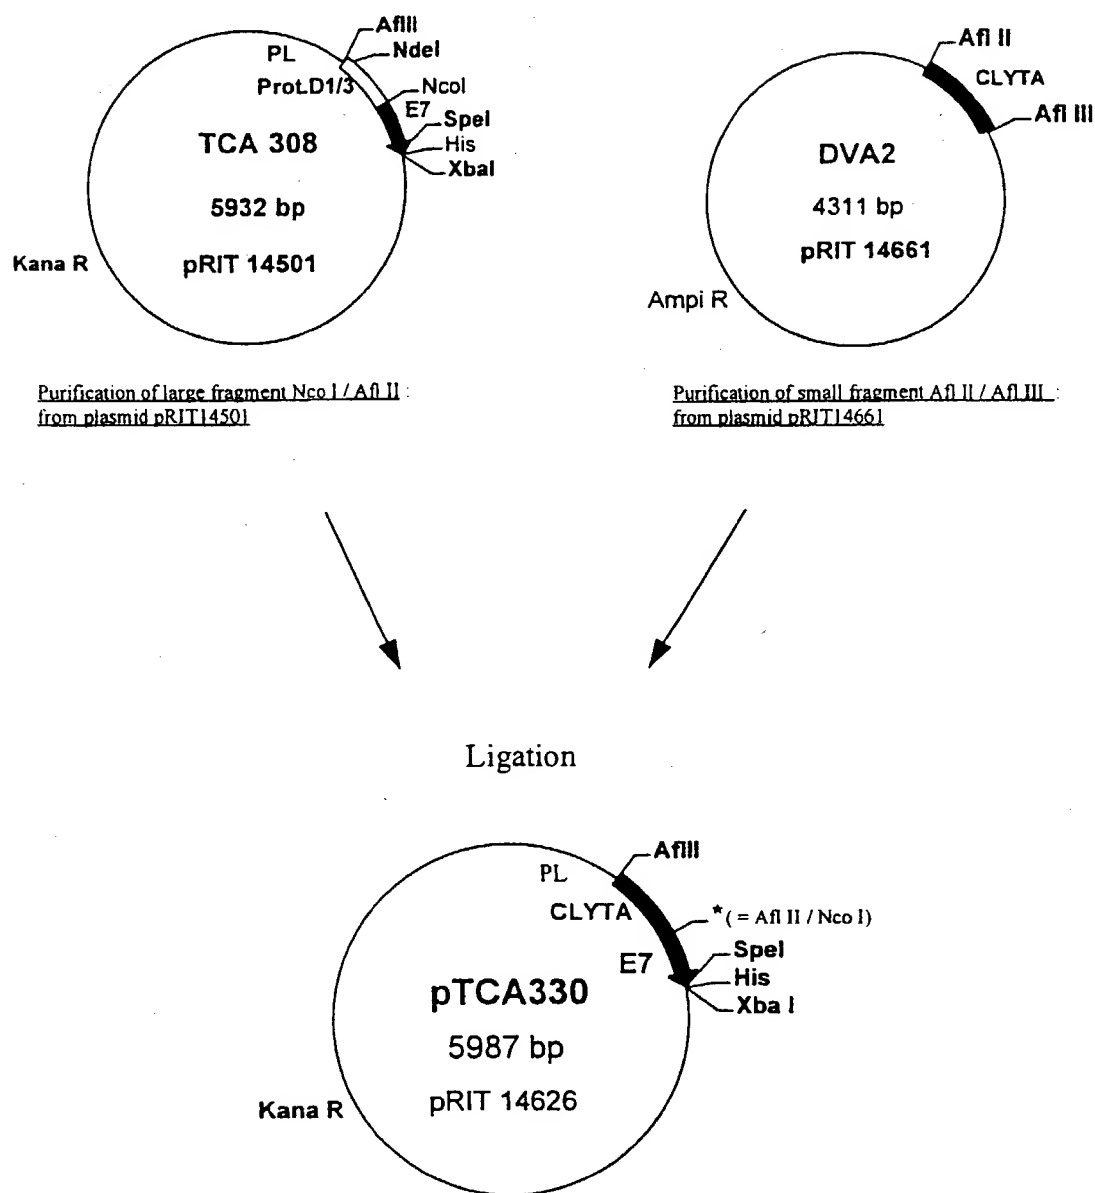 AflII
NdeI
PL
Prot.D1/3
NcoI
E7
SpeI
His
XbaI
TCA 308
5932 bp
pRIT 14501
Kana R
Afl II
CLYTA
Afl III
DVA2
4311 bp
pRIT 14661
Ampi R
Purification of large fragment Nco I / Afl II :
from plasmid pRIT14501
Purification of small fragment Afl II / Afl III :
from plasmid pRIT14661
Ligation
AflII
PL
CLYTA
*( = Afl II / Nco I)
E7
SpeI
His
Xba I
pTCA330
5987 bp
pRIT 14626
Kana R